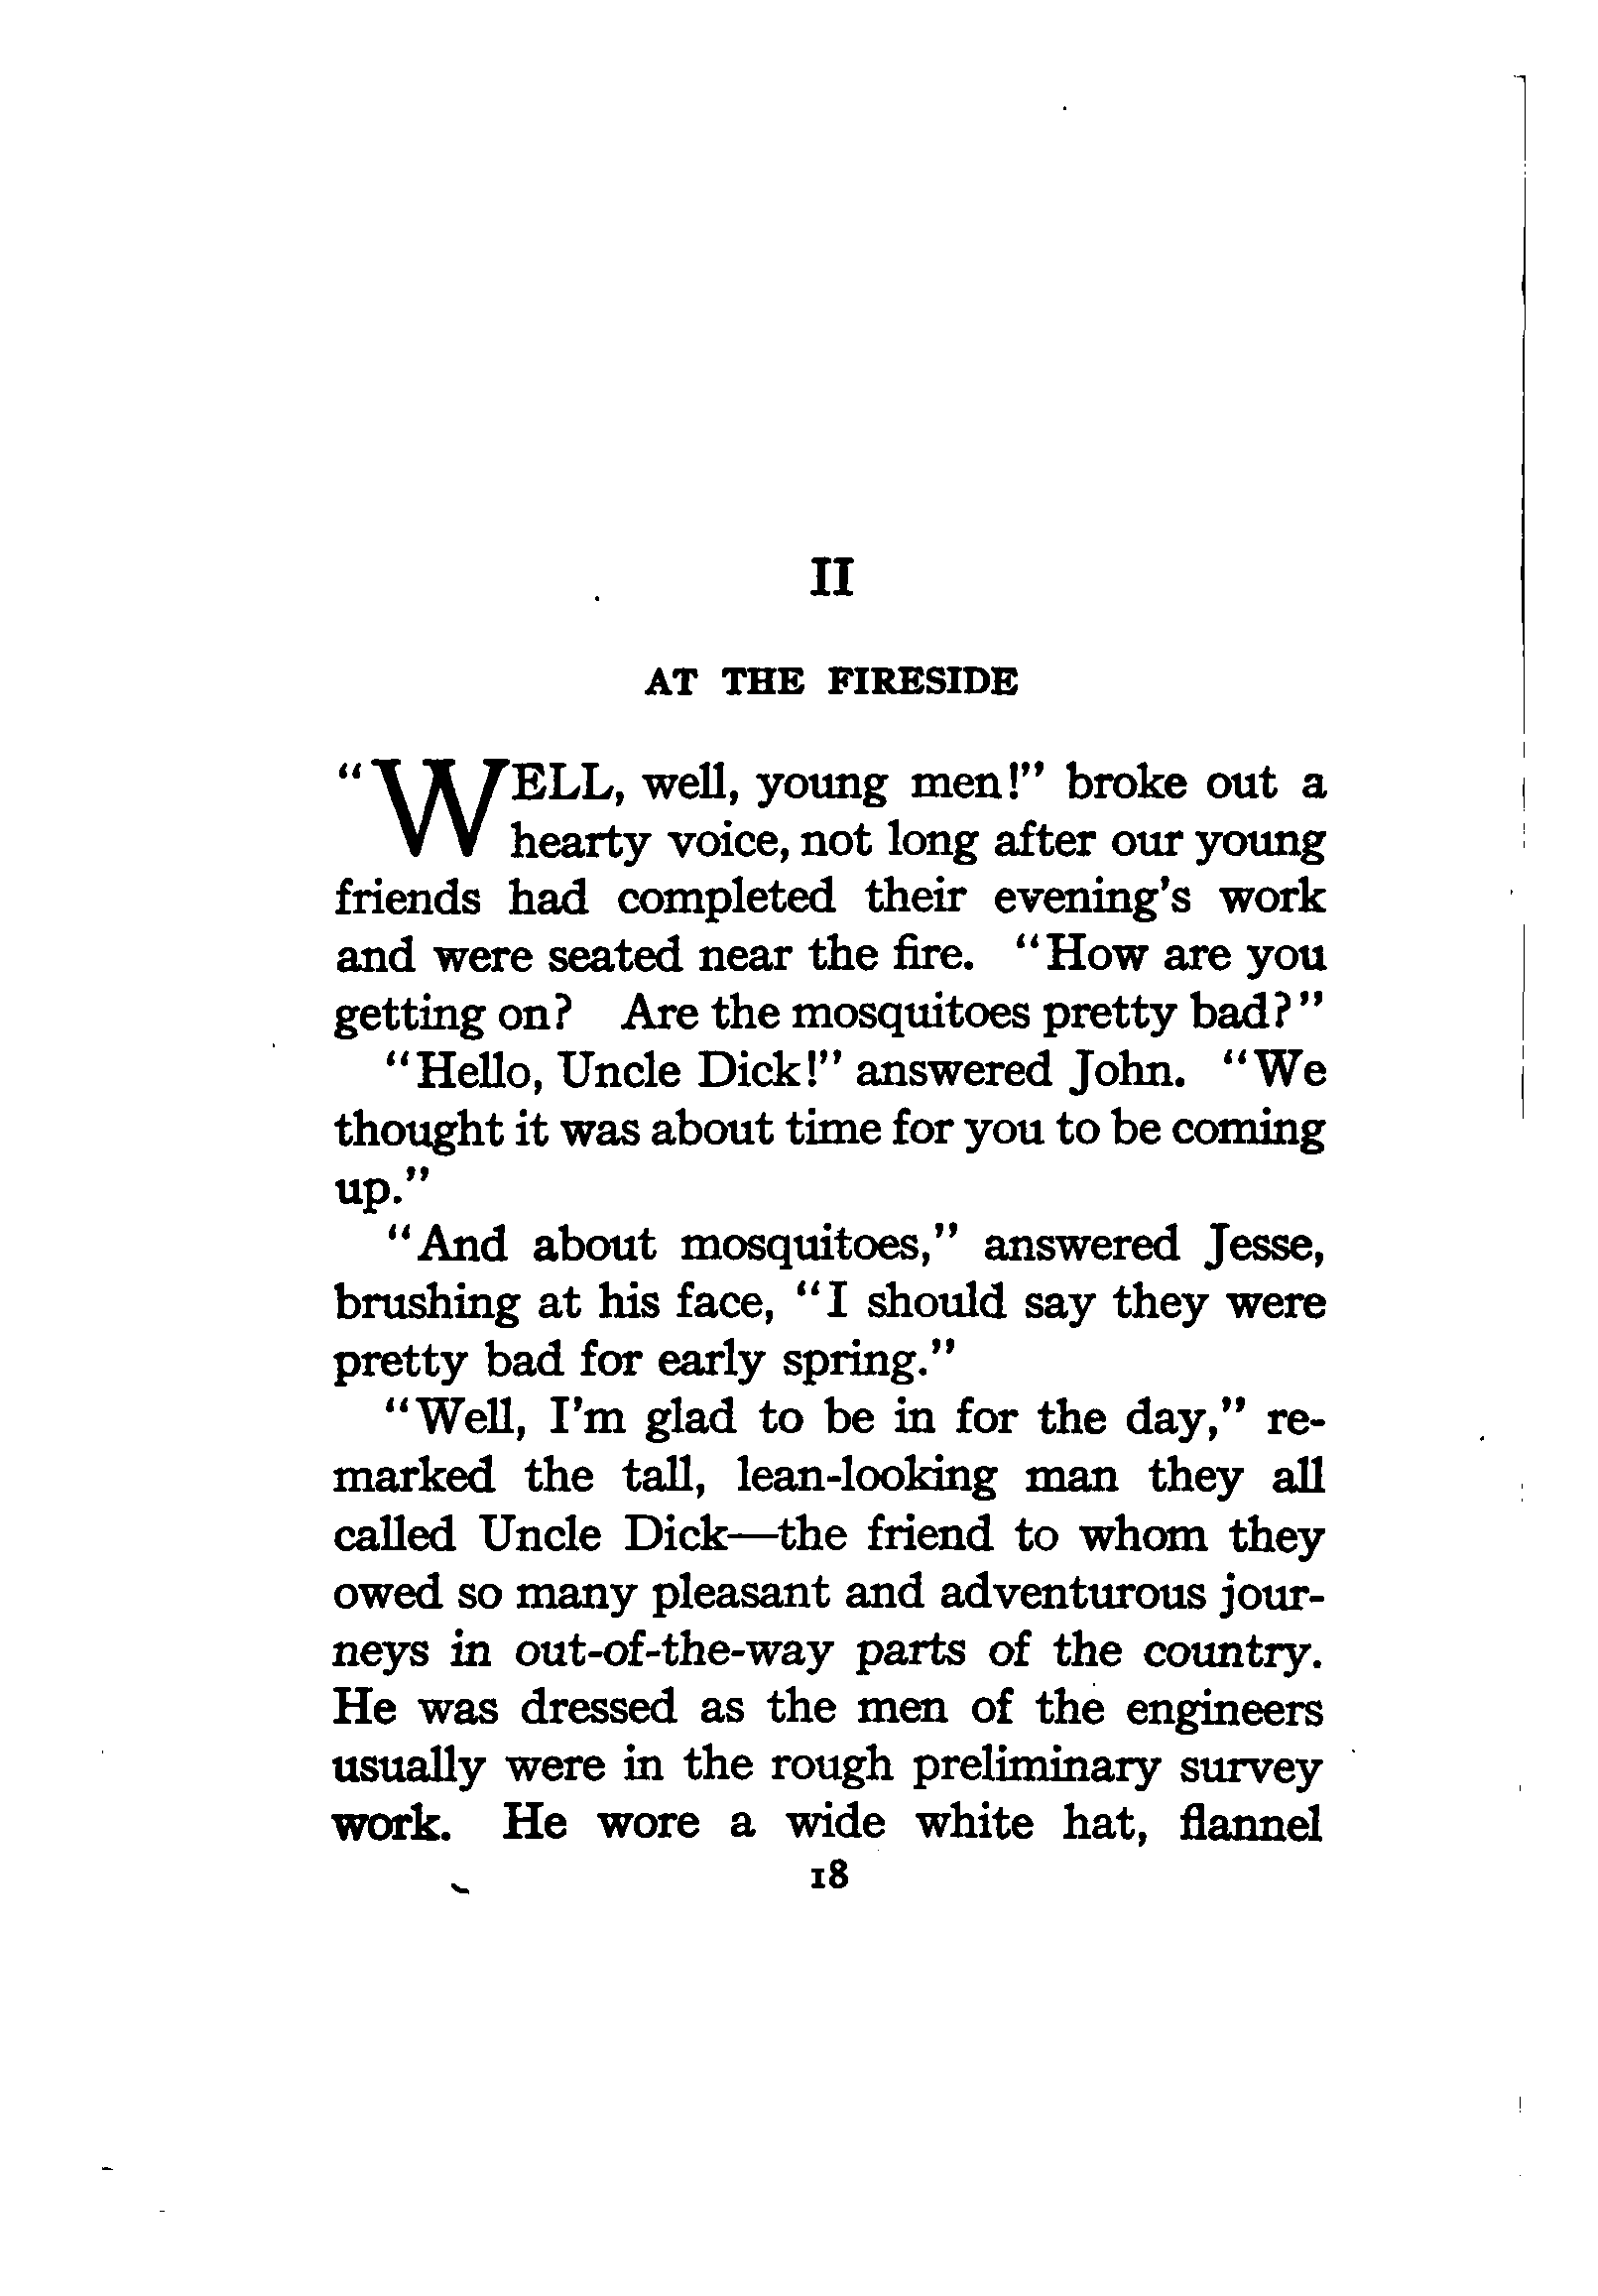 II
AT THE FIRESIDE
"WELL, well, young men!" broke out a
hearty voice, not long after our young
friends had completed their evening's work
and were seated near the fire. "How are you
getting on? Are the mosquitoes pretty bad?"
"Hello, Uncle Dick!" answered John. "We
thought it was about time for you to be coming
up."
"And about mosquitoes," answered Jesse,
brushing at his face, "I should say they were
pretty bad for early spring."
"Well, I'm glad to be in for the day," re-
marked the tall, lean-looking man they all
called Uncle Dick—the friend to whom they
owed so many pleasant and adventurous jour-
neys in out-of-the-way parts of the country.
He was dressed as the men of the engineers
usually were in the rough preliminary survey
work. He wore a wide white hat, flannel
18